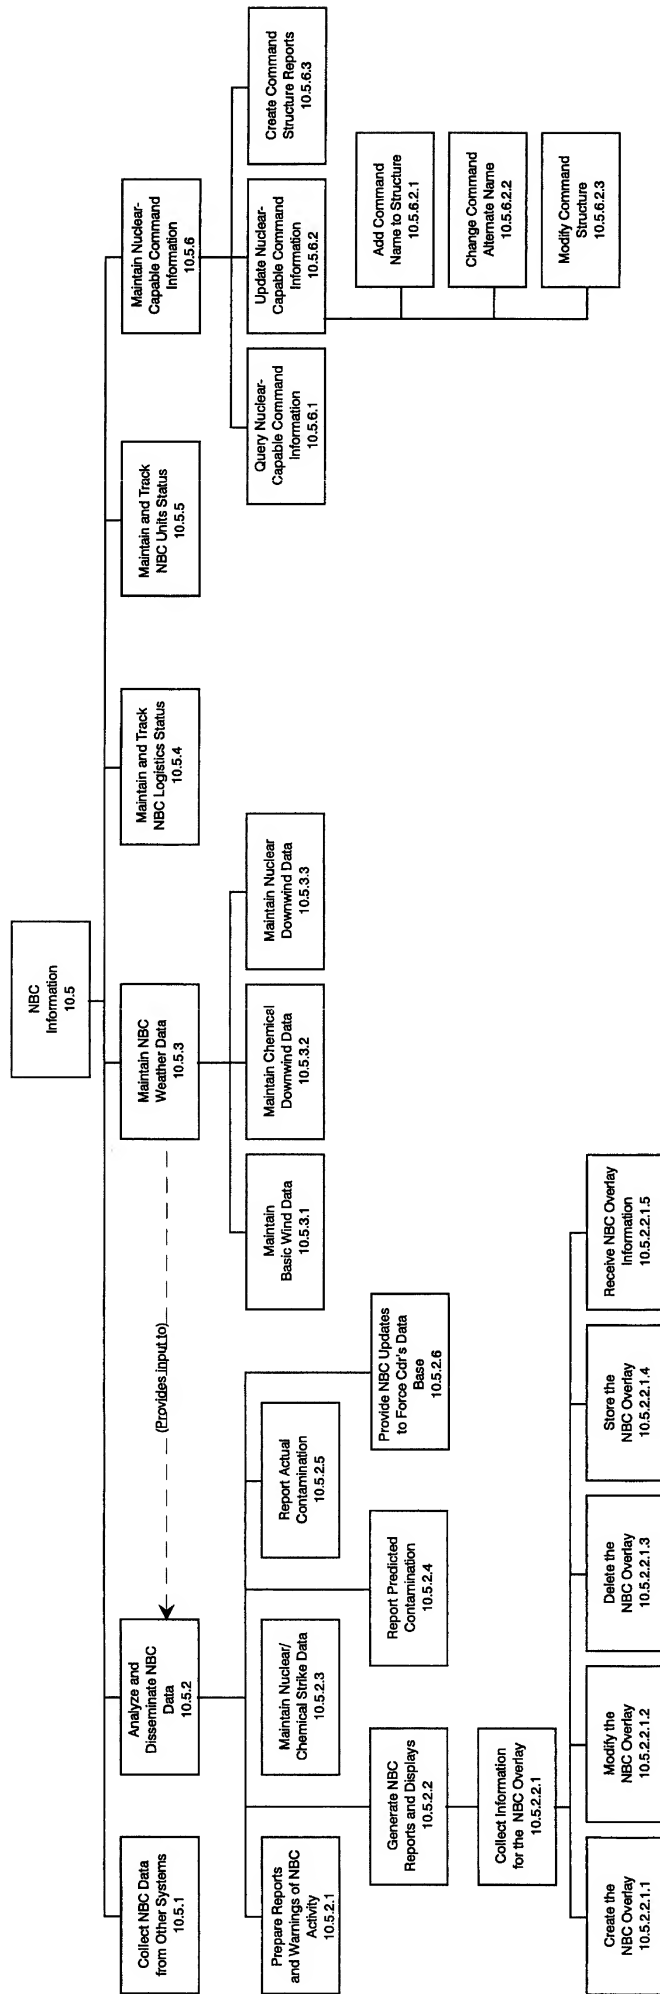 NBC
Information
10.5
Collect NBC Data
from Other Systems
10.5.1
Analyze and
Disseminate NBC
Data
10.5.2
(Provides input to)
Maintain NBC
Weather Data
10.5.3
Maintain and Track
NBC Logistics Status
10.5.4
Maintain and Track
NBC Units Status
10.5.5
Maintain Nuclear-
Capable Command
Information
10.5.6
Prepare Reports
and Warnings of NBC
Activity
10.5.2.1
Generate NBC
Reports and Displays
10.5.2.2
Maintain Nuclear/
Chemical Strike Data
10.5.2.3
Report Predicted
Contamination
10.5.2.4
Report Actual
Contamination
10.5.2.5
Provide NBC Updates
to Force Cdr's Data
Base
10.5.2.6
Collect Information
for the NBC Overlay
10.5.2.2.1
Create the
NBC Overlay
10.5.2.2.1.1
Modify the
NBC Overlay
10.5.2.2.1.2
Delete the
NBC Overlay
10.5.2.2.1.3
Store the
NBC Overlay
10.5.2.2.1.4
Receive NBC Overlay
Information
10.5.2.2.1.5
Maintain
Basic Wind Data
10.5.3.1
Maintain Chemical
Downwind Data
10.5.3.2
Maintain Nuclear
Downwind Data
10.5.3.3
Query Nuclear-
Capable Command
Information
10.5.6.1
Update Nuclear-
Capable Command
Information
10.5.6.2
Create Command
Structure Reports
10.5.6.3
Add Command
Name to Structure
10.5.6.2.1
Change Command
Alternate Name
10.5.6.2.2
Modify Command
Structure
10.5.6.2.3